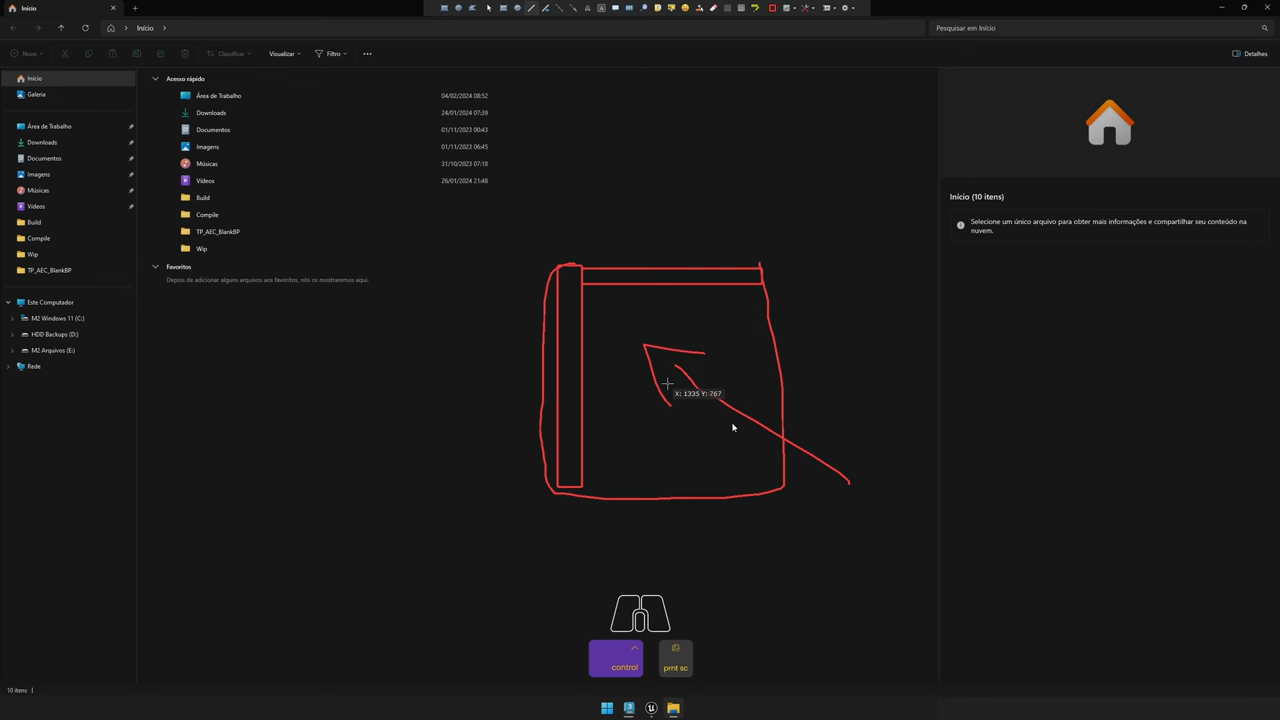 Início
Início
Pesquisar em Início
Novo
Classificar
Visualizar
Filtro
Detalhes
Início
Galeria
Área de Trabalho
Downloads
Documentos
Imagens
Músicas
Vídeos
Build
Compile
Wip
TP_AEC_BlankBP
Este Computador
M2 Windows 11 (C:)
HDD Backups (D:)
M2 Arquivos (E:)
Rede
Acesso rápido
Área de Trabalho 04/02/2024 08:52
Downloads 24/01/2024 07:39
Documentos 01/11/2023 00:43
Imagens 01/11/2023 06:45
Músicas 31/10/2023 07:18
Vídeos 26/01/2024 21:48
Build
Compile
TP_AEC_BlankBP
Wip
Favoritos
Depois de adicionar alguns arquivos aos favoritos, nós os mostraremos aqui.
Início (10 itens)
Selecione um único arquivo para obter mais informações e compartilhar seu conteúdo na
nuvem.
X: 1335 Y: 767
control
prnt sc
10 itens